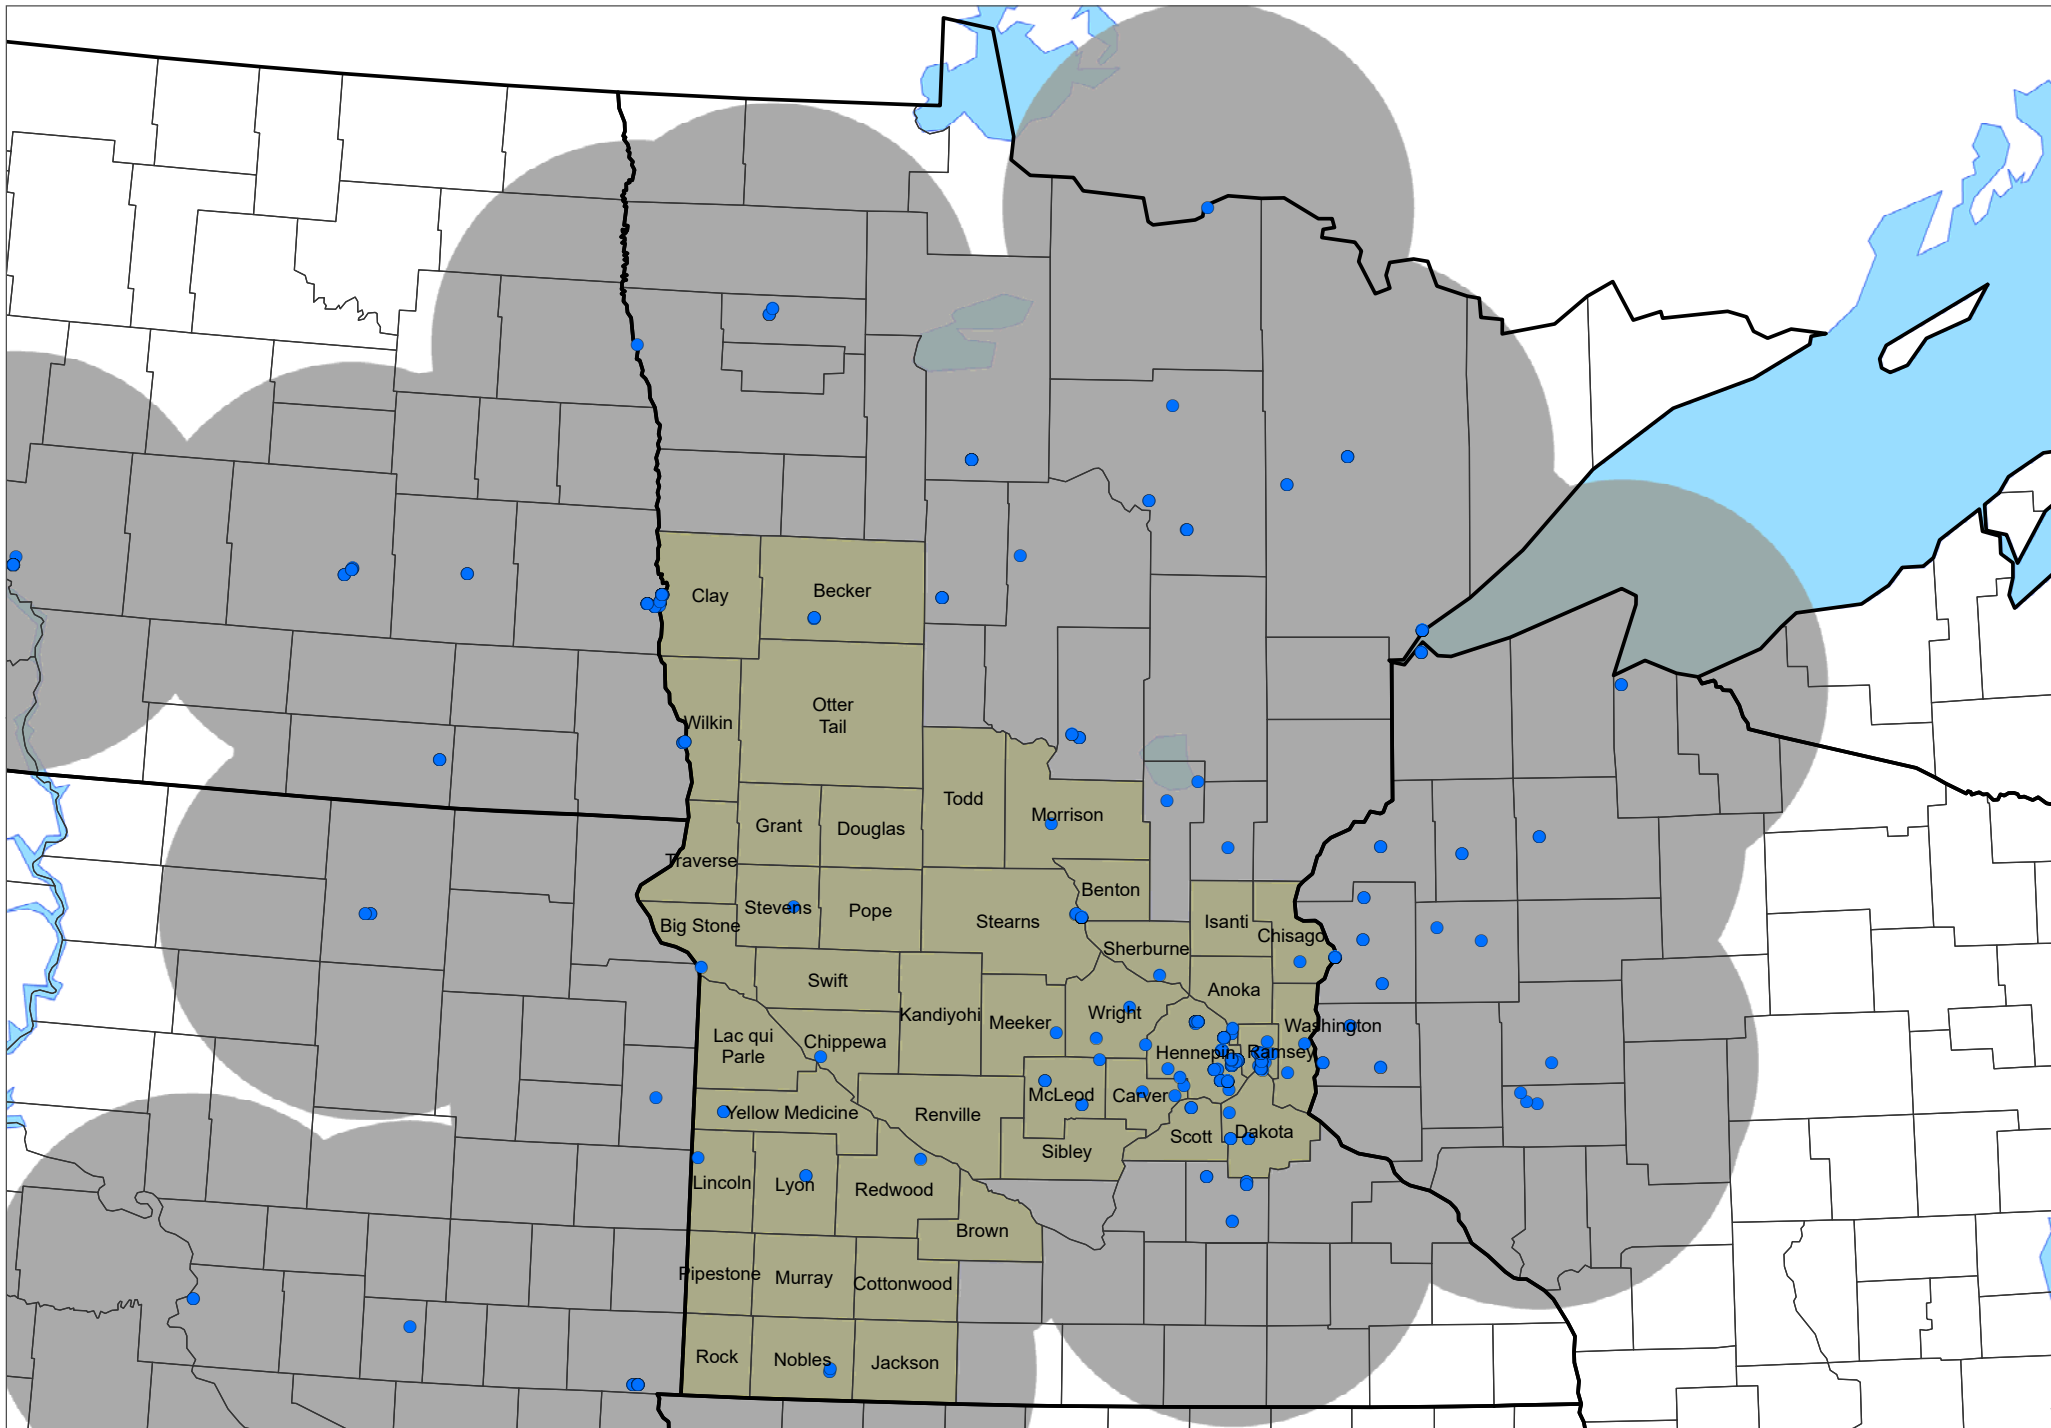 Clay
Becker
Wilkin
Otter
Tail
Todd
Morrison
Grant
Douglas
Traverse
Benton
Stevens
Pope
Stearns
Isanti
Big Stone
Chisago
Sherburne
Swift
Anoka
Kandiyohi
Meeker
Wright
Washington
Lac qui
Parle
Chippewa
Hennepin
Ramsey
McLeod
Carver
Yellow Medicine
Renville
Scott
Dakota
Sibley
Lincoln
Lyon
Redwood
Brown
Pipestone
Murray
Cottonwood
Rock
Nobles
Jackson